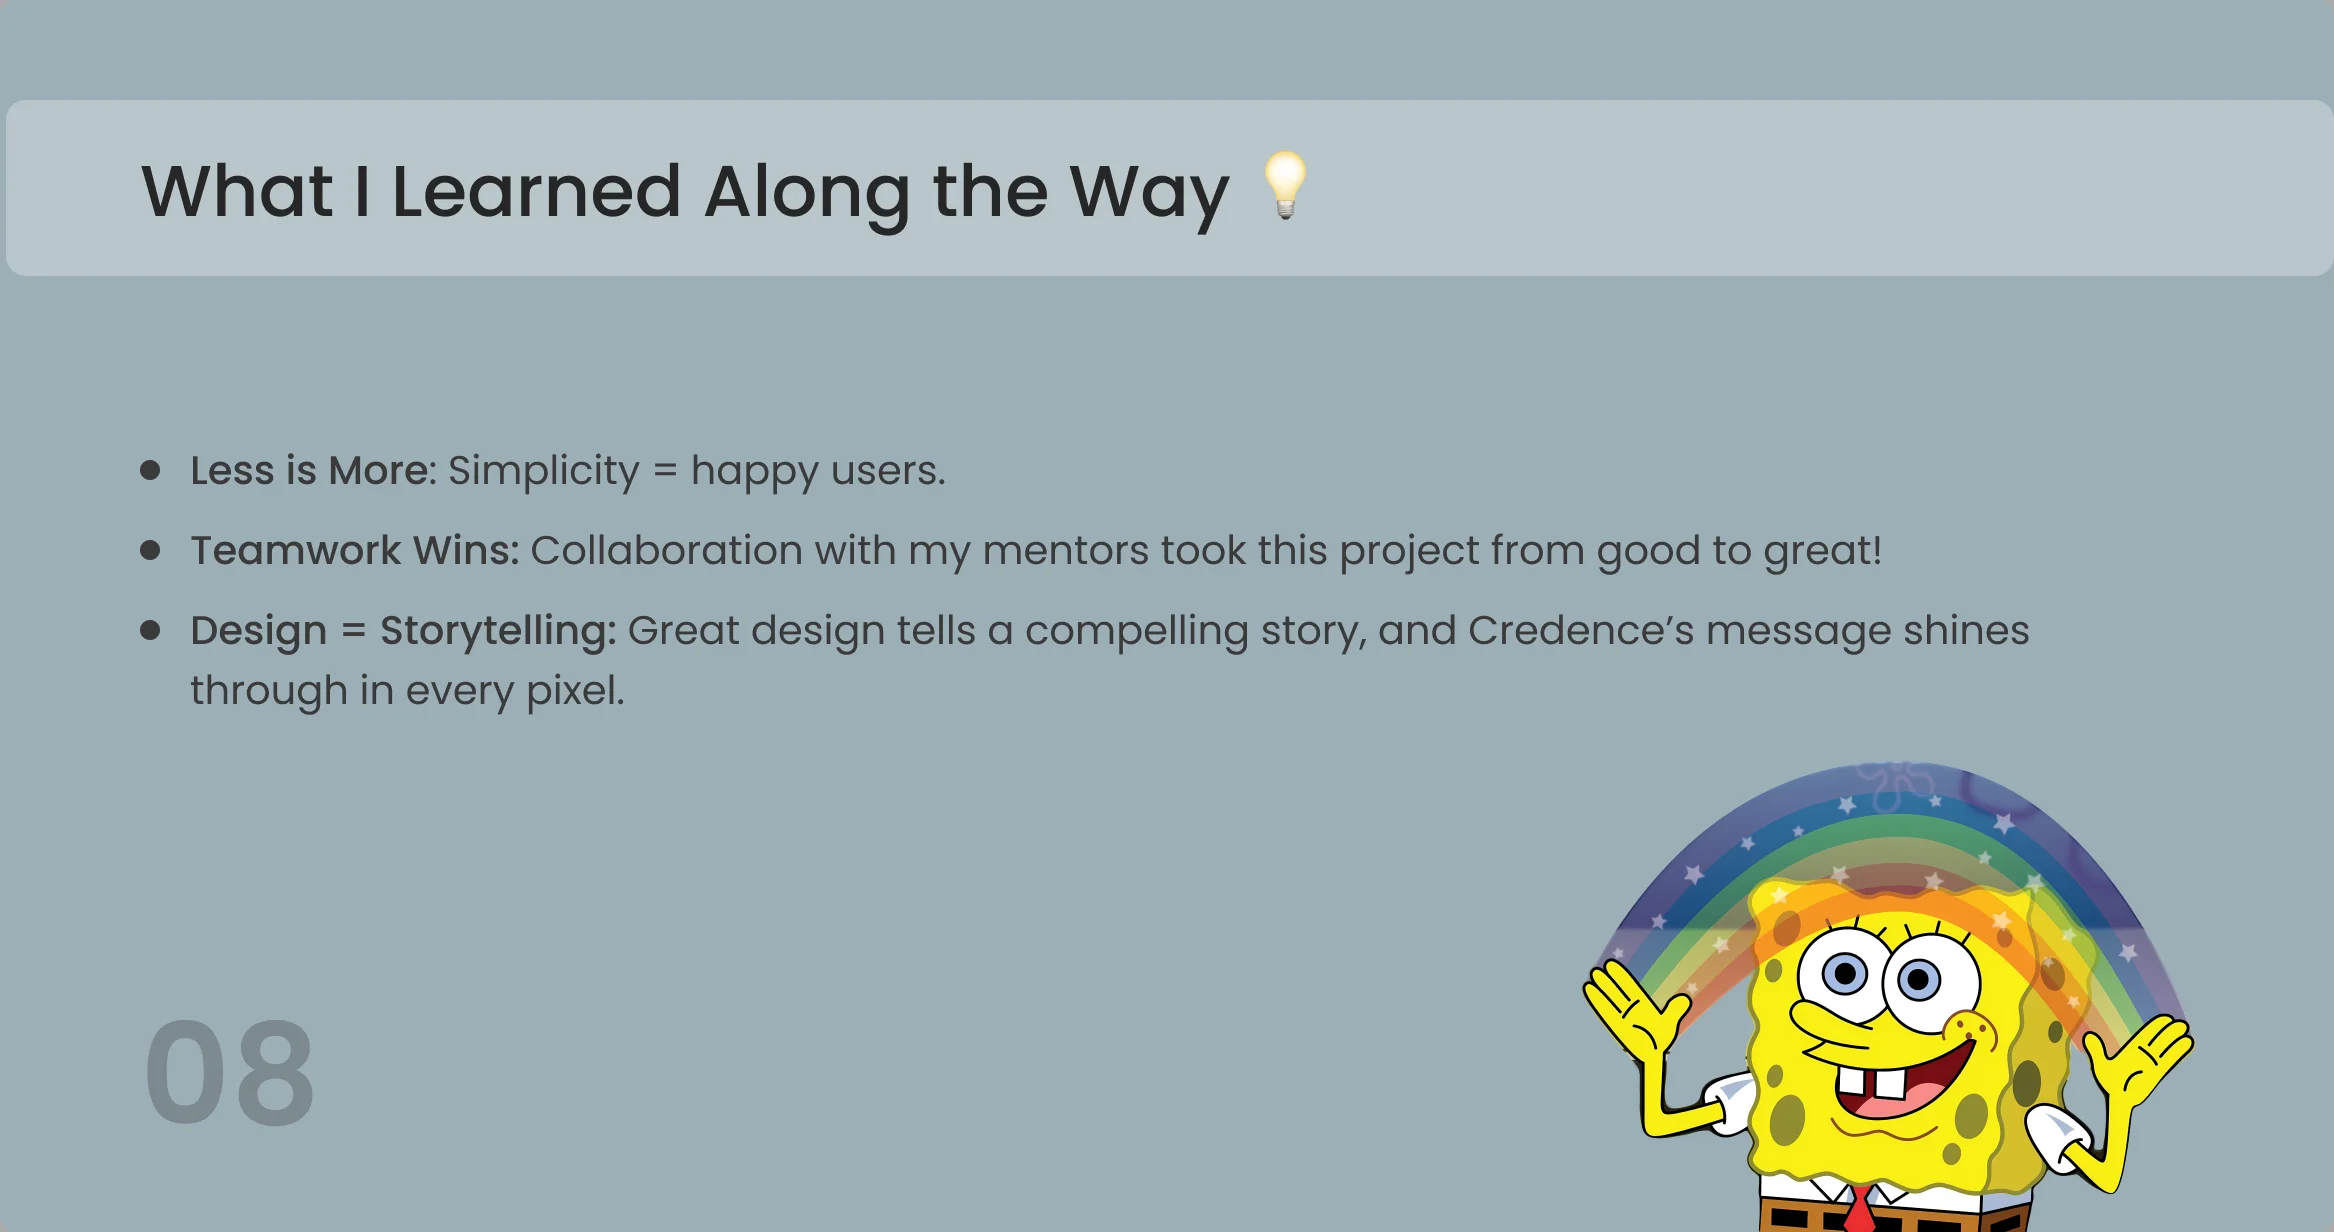 What I Learned Along the Way 💡
● Less is More: Simplicity = happy users.
● Teamwork Wins: Collaboration with my mentors took this project from good to great!
● Design = Storytelling: Great design tells a compelling story, and Credence’s message shines
through in every pixel.
08